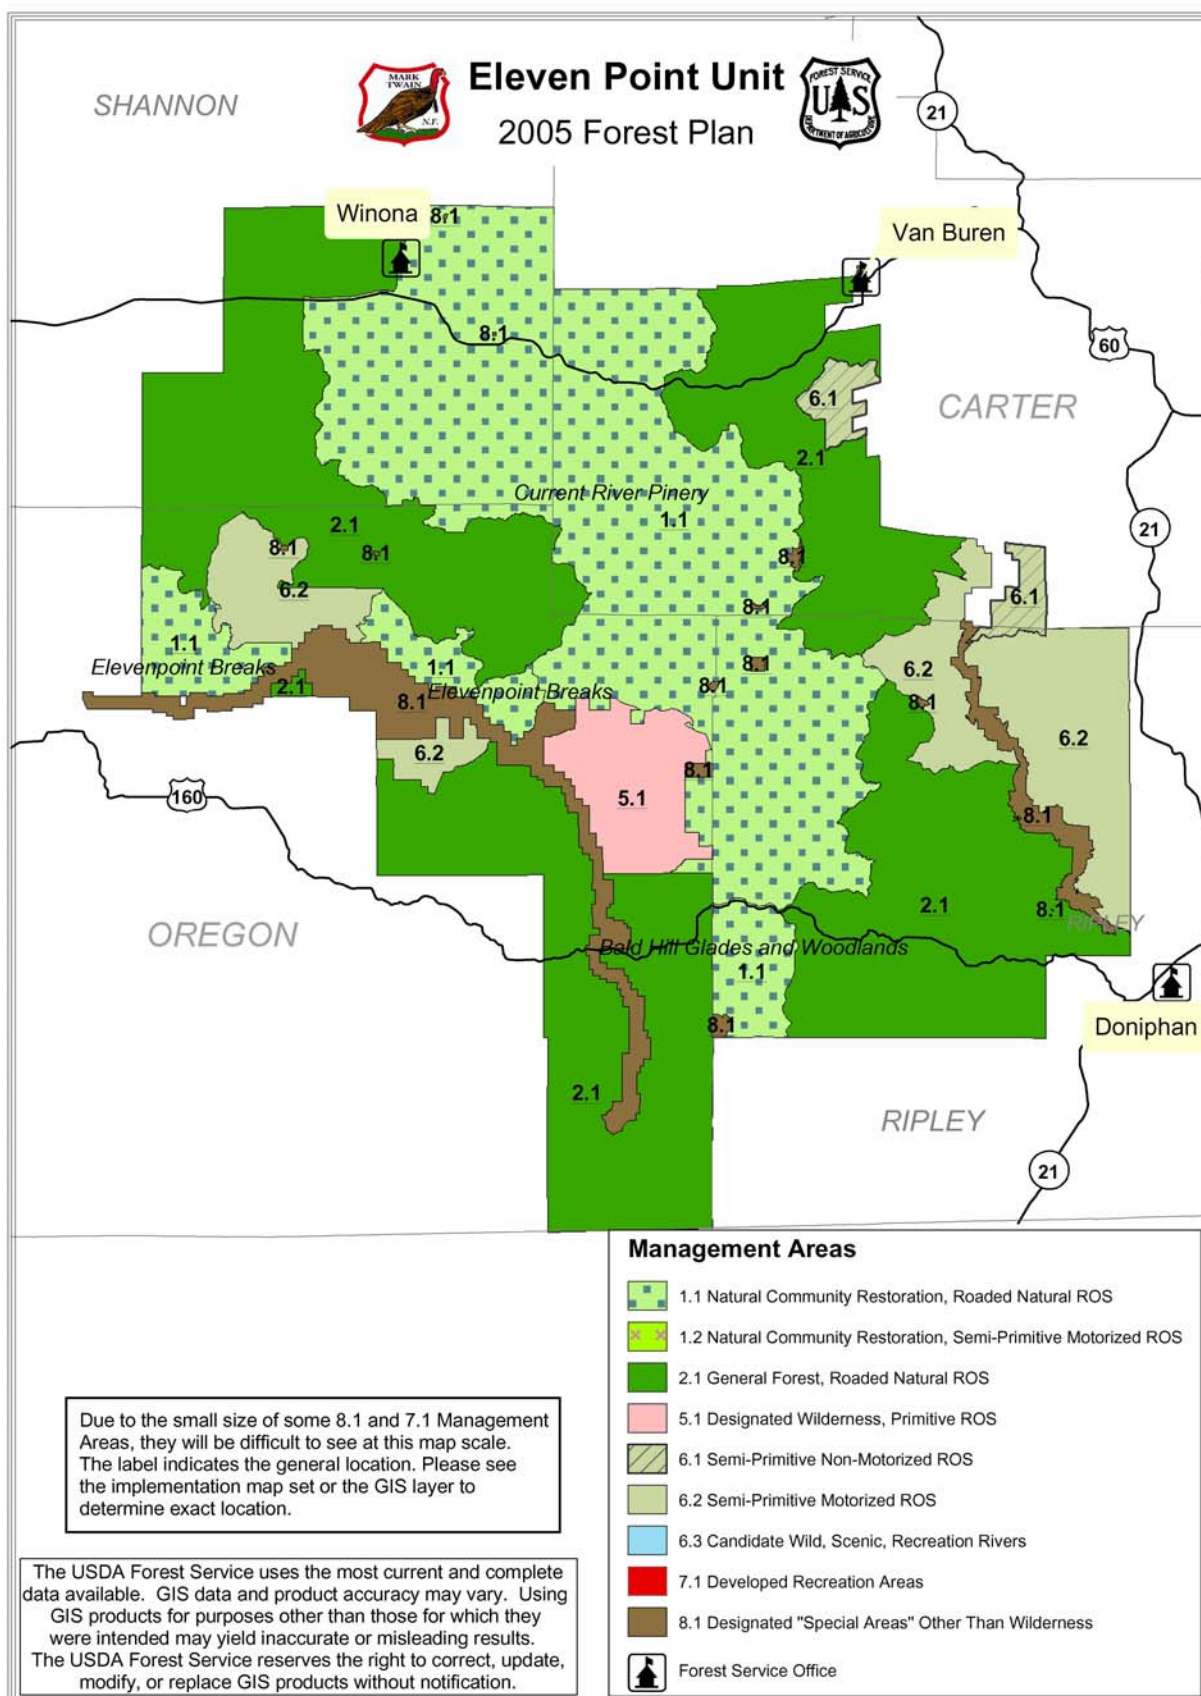 SHANNON
MARK
TWAIN
N.F.
Eleven Point Unit
2005 Forest Plan
FOREST SERVICE
U S
DEPARTMENT OF AGRICULTURE
21
Winona
8.1
Van Buren
8.1
60
6.1
CARTER
2.1
Current River Pinery
1.1
21
2.1
8.1
8.1
8.1
6.2
8.1
6.1
1.1
Elevenpoint Breaks
1.1
8.1
6.2
2.1
8.1
Elevenpoint Breaks
8.1
8.1
6.2
6.2
8.1
160
5.1
8.1
2.1
8.1
RIPLEY
OREGON
Bald Hill Glades and Woodlands
1.1
8.1
Doniphan
2.1
RIPLEY
21
Management Areas
1.1 Natural Community Restoration, Roaded Natural ROS
1.2 Natural Community Restoration, Semi-Primitive Motorized ROS
2.1 General Forest, Roaded Natural ROS
5.1 Designated Wilderness, Primitive ROS
6.1 Semi-Primitive Non-Motorized ROS
6.2 Semi-Primitive Motorized ROS
6.3 Candidate Wild, Scenic, Recreation Rivers
7.1 Developed Recreation Areas
8.1 Designated "Special Areas" Other Than Wilderness
Forest Service Office
Due to the small size of some 8.1 and 7.1 Management
Areas, they will be difficult to see at this map scale.
The label indicates the general location. Please see
the implementation map set or the GIS layer to
determine exact location.
The USDA Forest Service uses the most current and complete
data available. GIS data and product accuracy may vary. Using
GIS products for purposes other than those for which they
were intended may yield inaccurate or misleading results.
The USDA Forest Service reserves the right to correct, update,
modify, or replace GIS products without notification.